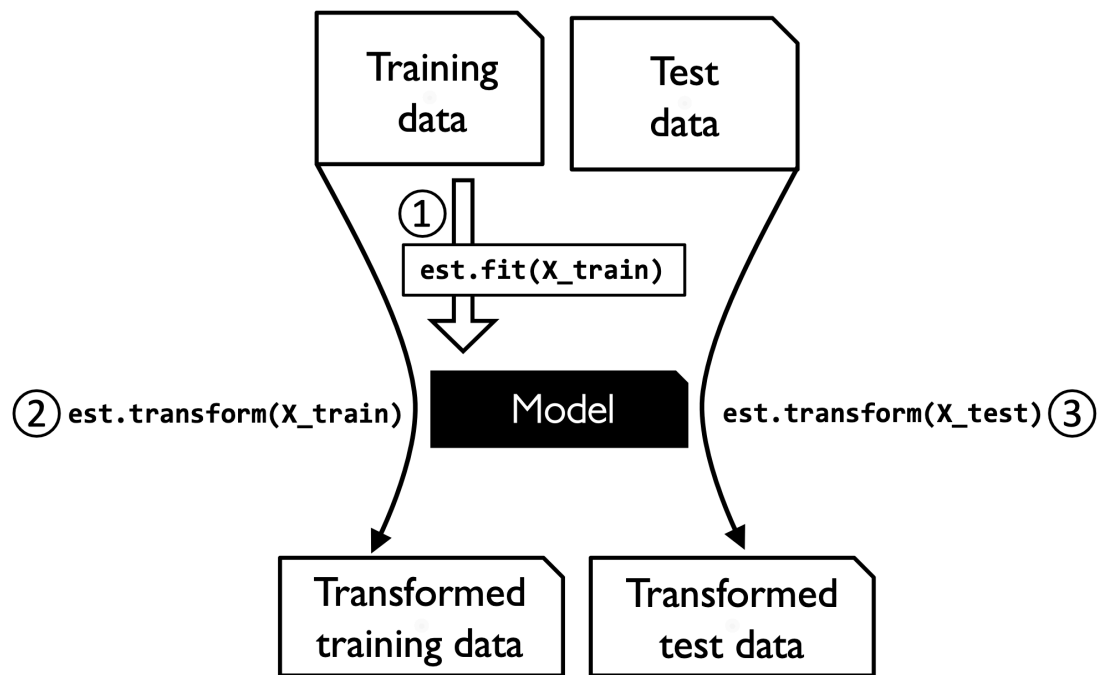 Training
data
Test
data
①
est.fit(X_train)
② est.transform(X_train)
Model
est.transform(X_test) ③
Transformed
training data
Transformed
test data